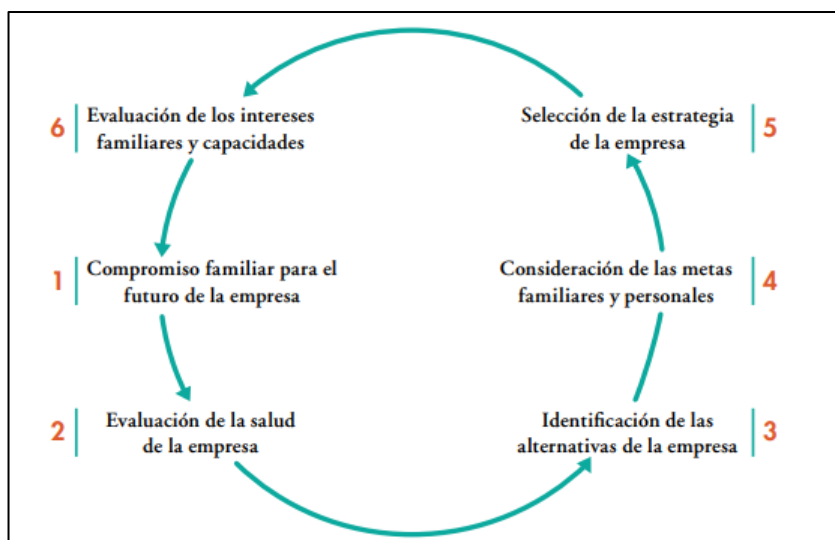 6
Evaluación de los intereses
familiares y capacidades
Selección de la estrategia
de la empresa
5
1
Compromiso familiar para el
futuro de la empresa
Consideración de las metas
familiares y personales
4
2
Evaluación de la salud
de la empresa
Identificación de las
alternativas de la empresa
3